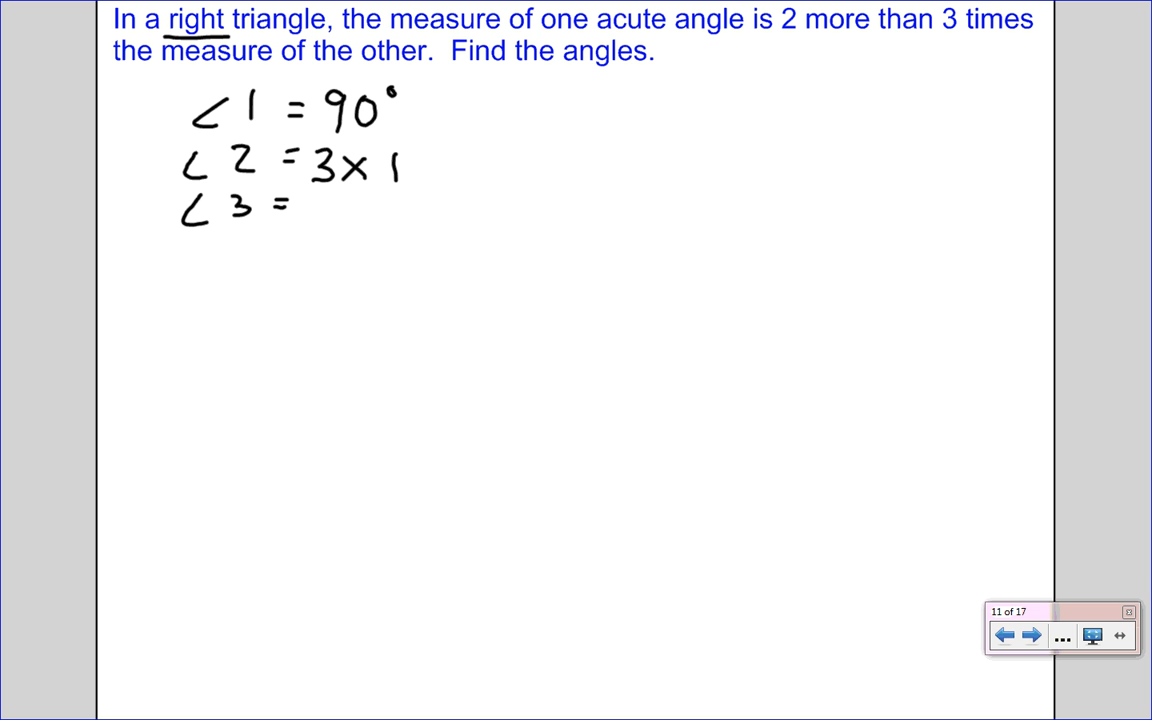 In a right triangle, the measure of one acute angle is 2 more than 3 times
the measure of the other. Find the angles.
∠ 1 = 90°
∠ 2 = 3x 1
∠ 3 =
11 of 17
...